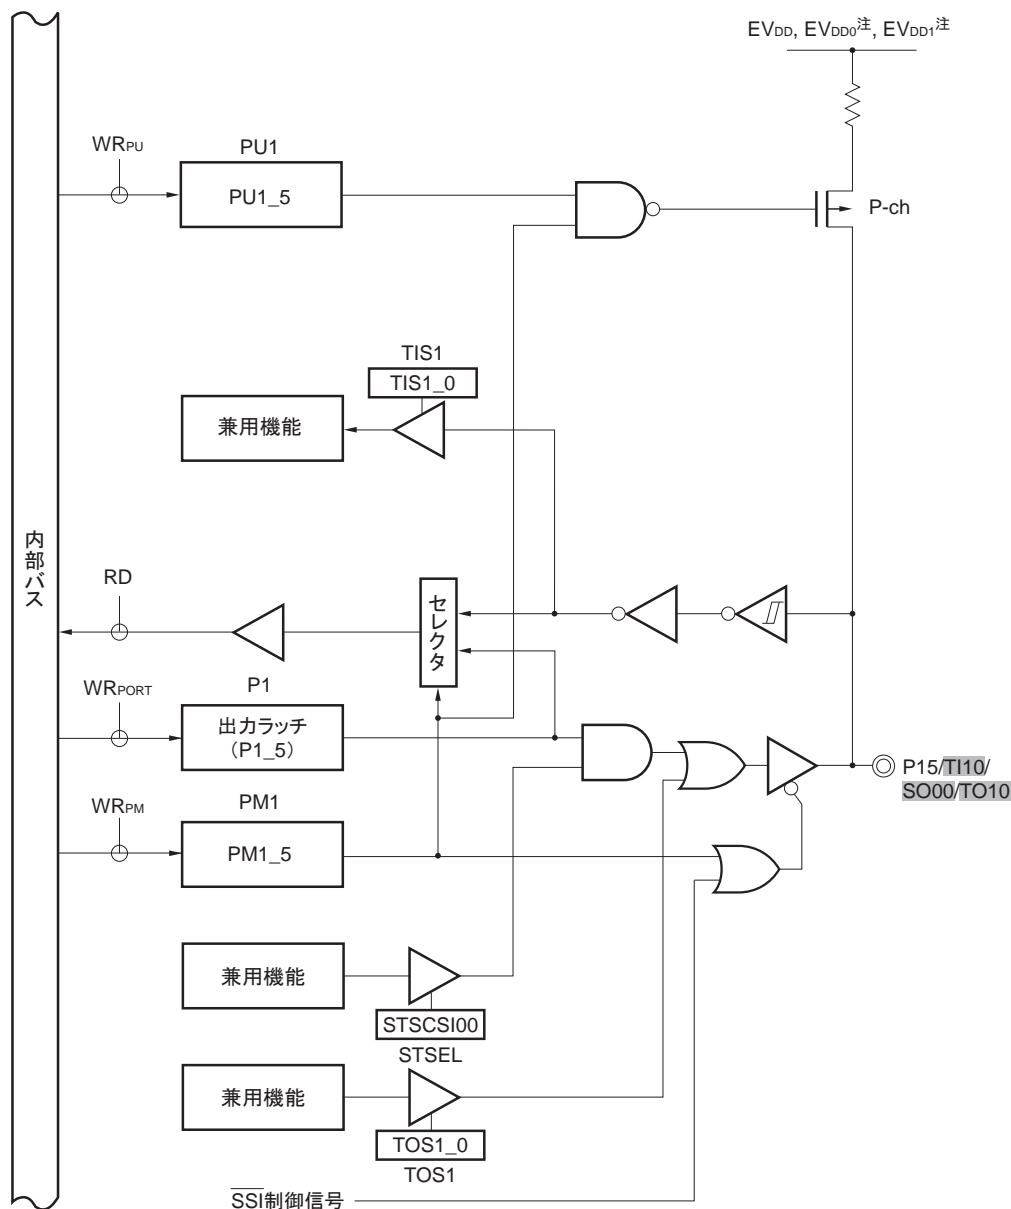 EVDD, EVDD0注, EVDD1注
WRPU
PU1
PU1_5
P-ch
TIS1
TIS1_0
兼用機能
内部バス
RD
セレクタ
WRPORT
P1
出力ラッチ
(P1_5)
P15/TI10/
SO00/TO10
WRPM
PM1
PM1_5
兼用機能
STSCSI00
STSEL
兼用機能
TOS1_0
TOS1
SSI制御信号